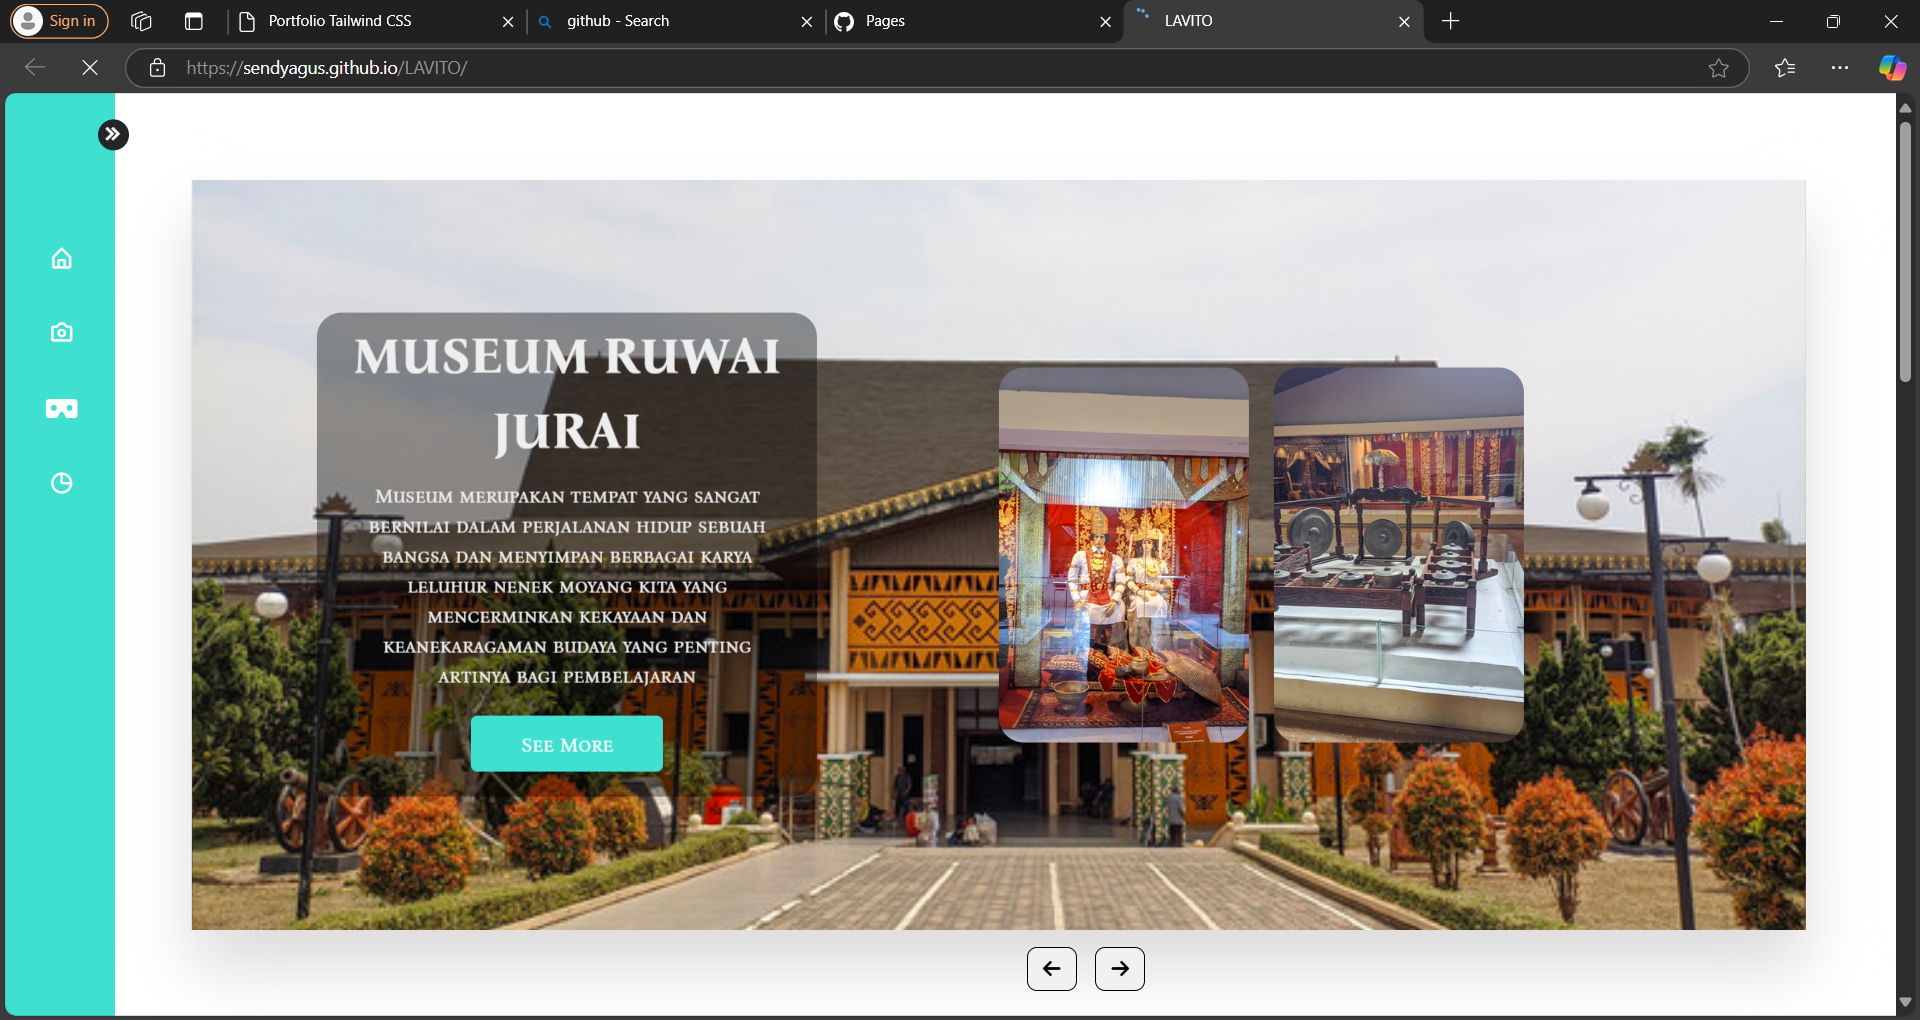 Sign in
Portfolio Tailwind CSS
github - Search
Pages
LAVITO
https://sendyagus.github.io/LAVITO/
MUSEUM RUWAI
JURAI
MUSEUM MERUPAKAN TEMPAT YANG SANGAT
BERNILAI DALAM PERJALANAN HIDUP SEBUAH
BANGSA DAN MENYIMPAN BERBAGAI KARYA
LELUHUR NENEK MOYANG KITA YANG
MENCERMINKAN KEKAYAAN DAN
KEANEKARAGAMAN BUDAYA YANG PENTING
ARTINYA BAGI PEMBELAJARAN
SEE MORE